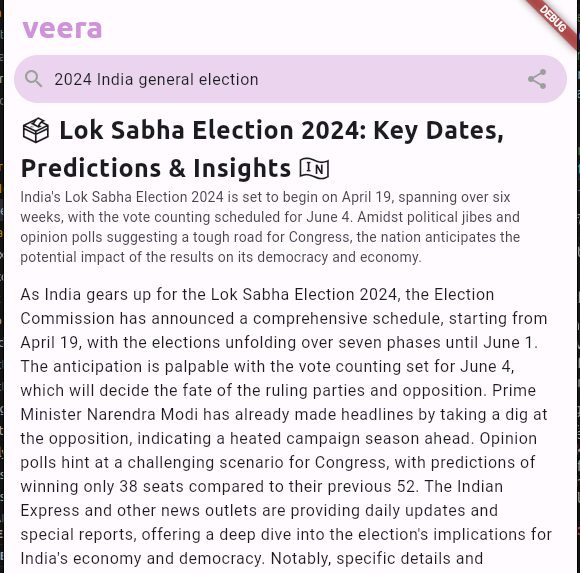 veera
DEBUG
2024 India general election
🗳 Lok Sabha Election 2024: Key Dates,
Predictions & Insights 🇮🇳
India's Lok Sabha Election 2024 is set to begin on April 19, spanning over six
weeks, with the vote counting scheduled for June 4. Amidst political jibes and
opinion polls suggesting a tough road for Congress, the nation anticipates the
potential impact of the results on its democracy and economy.
As India gears up for the Lok Sabha Election 2024, the Election
Commission has announced a comprehensive schedule, starting from
April 19, with the elections unfolding over seven phases until June 1.
The anticipation is palpable with the vote counting set for June 4,
which will decide the fate of the ruling parties and opposition. Prime
Minister Narendra Modi has already made headlines by taking a dig at
the opposition, indicating a heated campaign season ahead. Opinion
polls hint at a challenging scenario for Congress, with predictions of
winning only 38 seats compared to their previous 52. The Indian
Express and other news outlets are providing daily updates and
special reports, offering a deep dive into the election's implications for
India's economy and democracy. Notably, specific details and